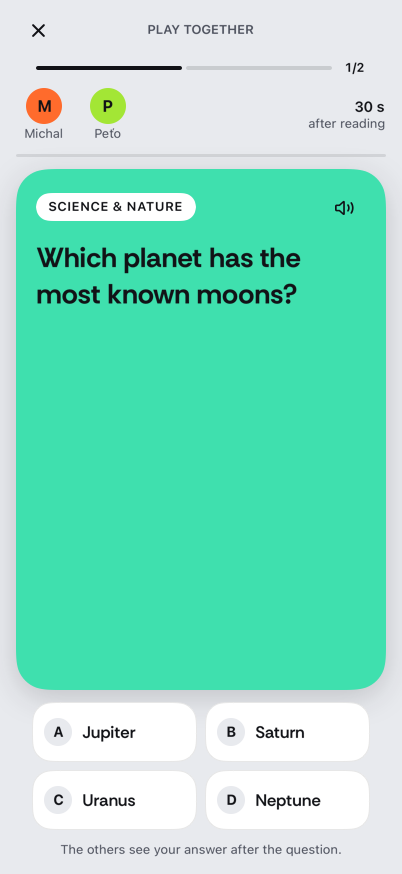 PLAY TOGETHER
1/2
M
P
Michal
Peťo
30 s
after reading
SCIENCE & NATURE
Which planet has the
most known moons?
A Jupiter
B Saturn
C Uranus
D Neptune
The others see your answer after the question.